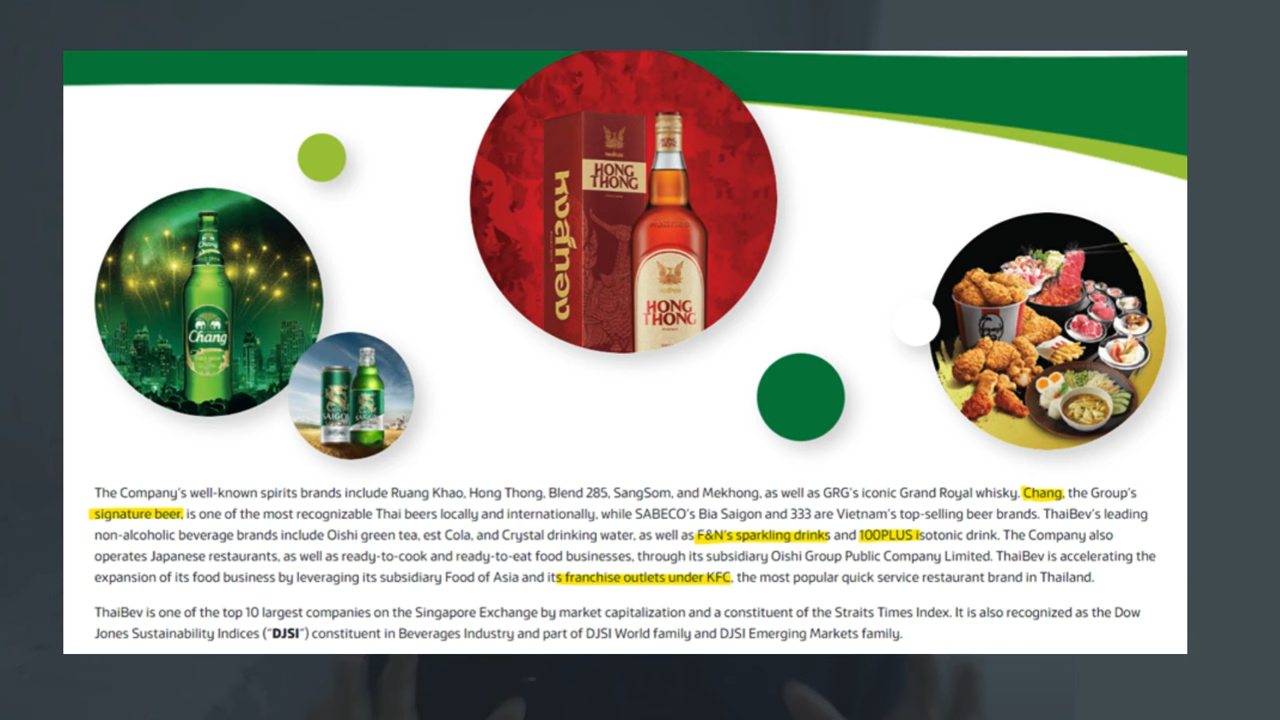 HONG
THONG
หงษ์ทอง
HONG
THONG
Chang
Chang
SAIGON
SAIGON
KFC
The Company's well-known spirits brands include Ruang Khao, Hong Thong, Blend 285, SangSom, and Mekhong, as well as GRG's iconic Grand Royal whisky. Chang, the Group's
signature beer, is one of the most recognizable Thai beers locally and internationally, while SABECO's Bia Saigon and 333 are Vietnam's top-selling beer brands. ThaiBev's leading
non-alcoholic beverage brands include Oishi green tea, est Cola, and Crystal drinking water, as well as F&N's sparkling drinks and 100PLUS isotonic drink. The Company also
operates Japanese restaurants, as well as ready-to-cook and ready-to-eat food businesses, through its subsidiary Oishi Group Public Company Limited. ThaiBev is accelerating the
expansion of its food business by leveraging its subsidiary Food of Asia and its franchise outlets under KFC, the most popular quick service restaurant brand in Thailand.
ThaiBev is one of the top 10 largest companies on the Singapore Exchange by market capitalization and a constituent of the Straits Times Index. It is also recognized as the Dow
Jones Sustainability Indices ("DJSI") constituent in Beverages Industry and part of DJSI World family and DJSI Emerging Markets family.